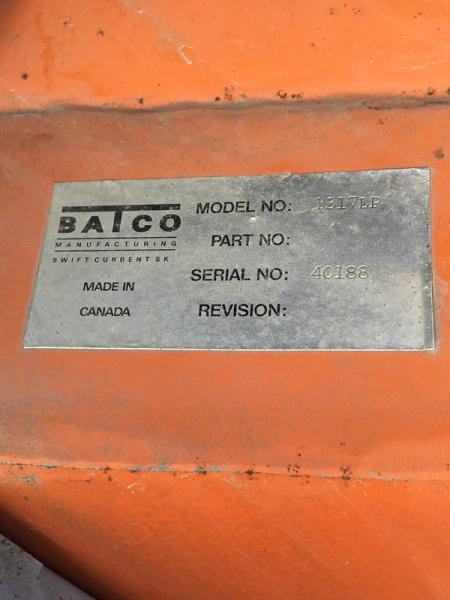 BATCO
MANUFACTURING
SWIFT CURRENT SK
MADE IN
CANADA
MODEL NO: 1317LP
PART NO:
SERIAL NO: 40188
REVISION: